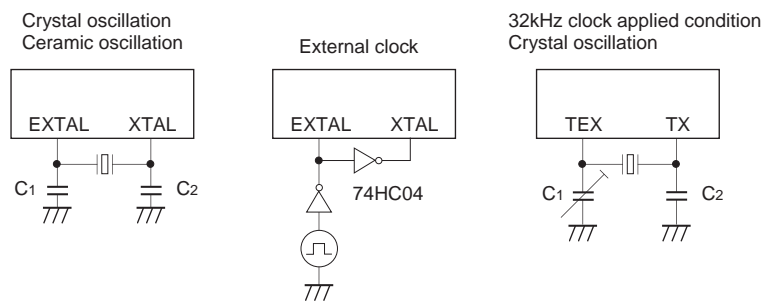 Crystal oscillation
Ceramic oscillation
EXTAL XTAL
C1 C2
External clock
EXTAL XTAL
74HC04
32kHz clock applied condition
Crystal oscillation
TEX TX
C1 C2